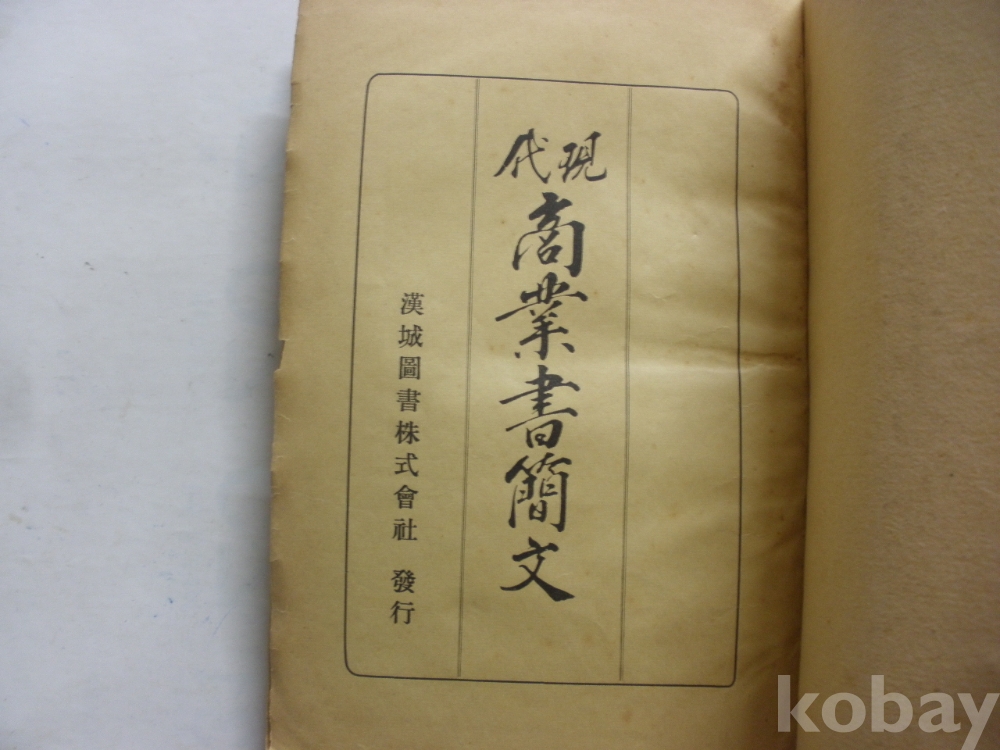 現代
商業書簡文
漢城圖書株式會社 發行
kobay